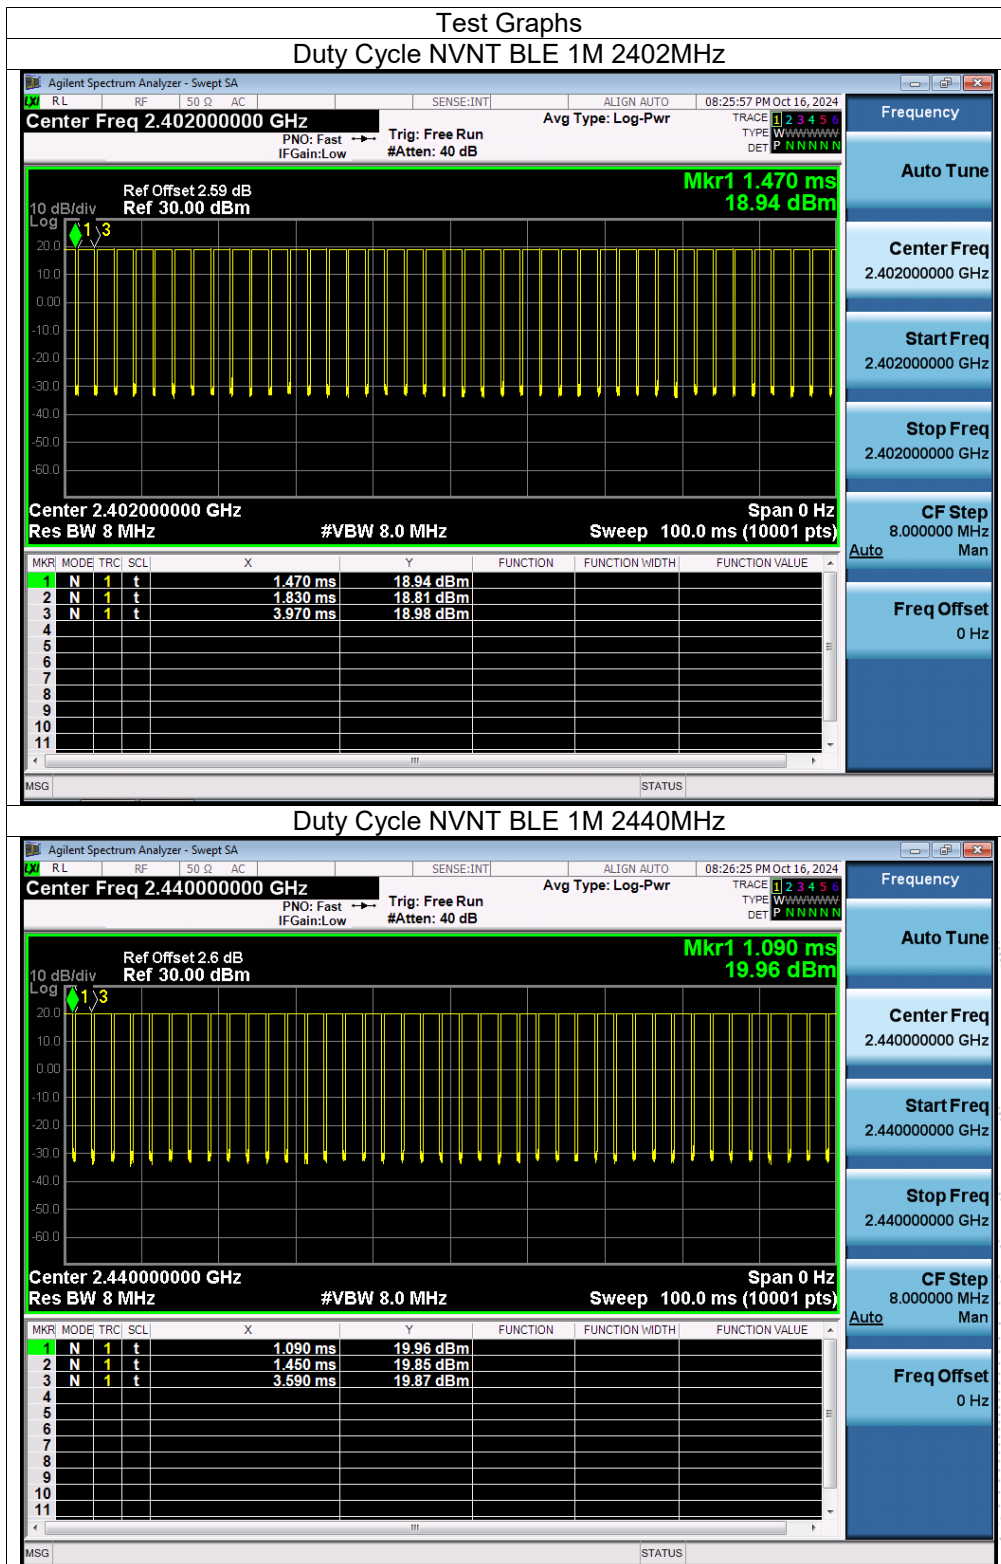 Test Graphs
Duty Cycle NVNT BLE 1M 2402MHz
Agilent Spectrum Analyzer - Swept SA
LXI RL RF 50 Ω AC SENSE:INT ALIGN AUTO 08:25:57 PM Oct 16, 2024
Center Freq 2.402000000 GHz Avg Type: Log-Pwr TRACE 1 2 3 4 5 6
PNO: Fast Trig: Free Run TYPE WWWWWW
IFGain:Low #Atten: 40 dB DET P N N N N N
Frequency
Auto Tune
Mkr1 1.470 ms
Ref Offset 2.59 dB
10 dB/div Ref 30.00 dBm 18.94 dBm
Log
1 3
20.0
10.0
0.00
-10.0
-20.0
-30.0
-40.0
-50.0
-60.0
Center 2.402000000 GHz Span 0 Hz
Res BW 8 MHz #VBW 8.0 MHz Sweep 100.0 ms (10001 pts)
Center Freq
2.402000000 GHz
Start Freq
2.402000000 GHz
Stop Freq
2.402000000 GHz
CF Step
8.000000 MHz
Auto Man
Freq Offset
0 Hz
MKR MODE TRC SCL X Y FUNCTION FUNCTION WIDTH FUNCTION VALUE
1 N 1 t 1.470 ms 18.94 dBm
2 N 1 t 1.830 ms 18.81 dBm
3 N 1 t 3.970 ms 18.98 dBm
4
5
6
7
8
9
10
11
MSG STATUS
Duty Cycle NVNT BLE 1M 2440MHz
Agilent Spectrum Analyzer - Swept SA
LXI RL RF 50 Ω AC SENSE:INT ALIGN AUTO 08:26:25 PM Oct 16, 2024
Center Freq 2.440000000 GHz Avg Type: Log-Pwr TRACE 1 2 3 4 5 6
PNO: Fast Trig: Free Run TYPE WWWWWW
IFGain:Low #Atten: 40 dB DET P N N N N N
Frequency
Auto Tune
Mkr1 1.090 ms
Ref Offset 2.6 dB
10 dB/div Ref 30.00 dBm 19.96 dBm
Log
1 3
20.0
10.0
0.00
-10.0
-20.0
-30.0
-40.0
-50.0
-60.0
Center 2.440000000 GHz Span 0 Hz
Res BW 8 MHz #VBW 8.0 MHz Sweep 100.0 ms (10001 pts)
Center Freq
2.440000000 GHz
Start Freq
2.440000000 GHz
Stop Freq
2.440000000 GHz
CF Step
8.000000 MHz
Auto Man
Freq Offset
0 Hz
MKR MODE TRC SCL X Y FUNCTION FUNCTION WIDTH FUNCTION VALUE
1 N 1 t 1.090 ms 19.96 dBm
2 N 1 t 1.450 ms 19.85 dBm
3 N 1 t 3.590 ms 19.87 dBm
4
5
6
7
8
9
10
11
MSG STATUS